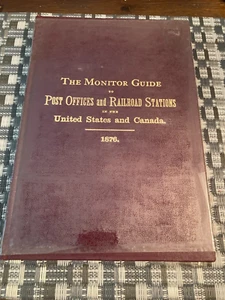 THE MONITOR GUIDE
TO
POST OFFICES and RAILROAD STATIONS
IN THE
United States and Canada.
1876.